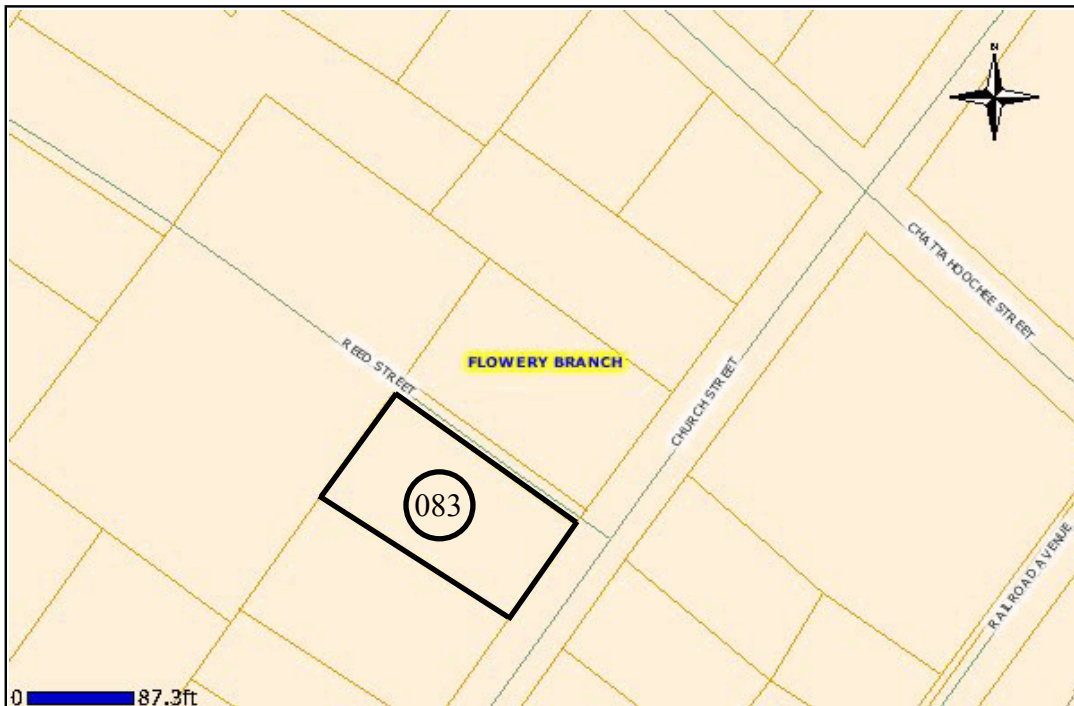 N
CHATTAHOOCHEE STREET
REED STREET
FLOWERY BRANCH
CHURCH STREET
083
RAILROAD AVENUE
0 87.3ft